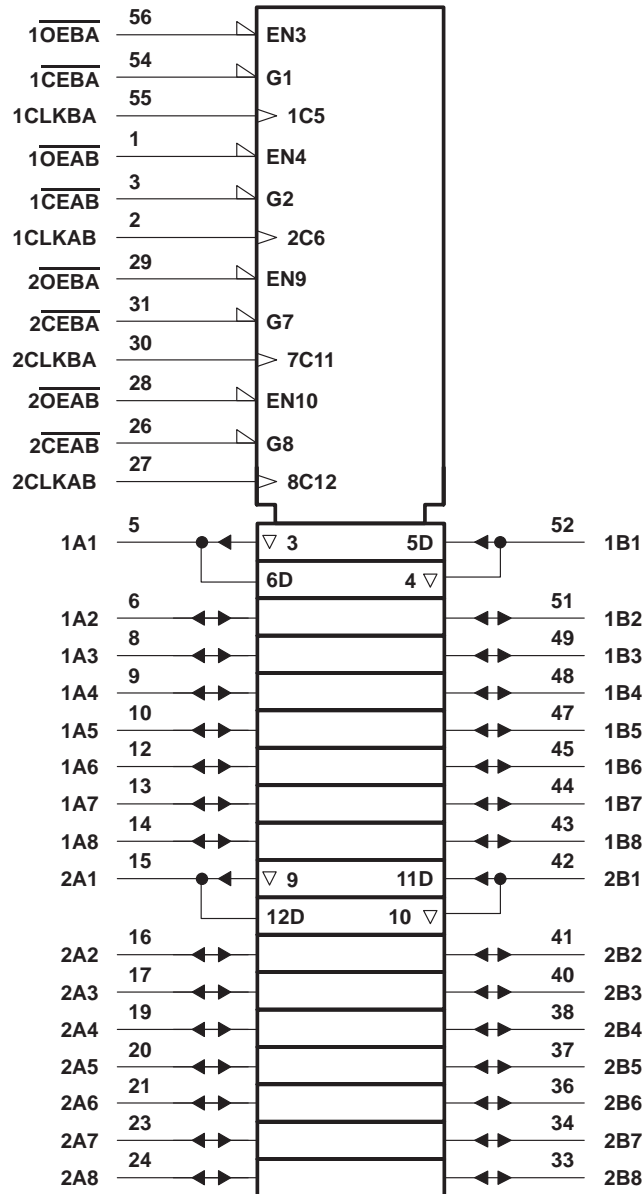 56
1OEBA EN3
54
1CEBA G1
55
1CLKBA 1C5
1
1OEAB EN4
3
1CEAB G2
2
1CLKAB 2C6
29
2OEBA EN9
31
2CEBA G7
30
2CLKBA 7C11
28
2OEAB EN10
26
2CEAB G8
27
2CLKAB 8C12
5 52
1A1 ▽ 3 5D 1B1
6D 4 ▽
6 51
1A2 1B2
8 49
1A3 1B3
9 48
1A4 1B4
10 47
1A5 1B5
12 45
1A6 1B6
13 44
1A7 1B7
14 43
1A8 1B8
15 42
2A1 ▽ 9 11D 2B1
12D 10 ▽
16 41
2A2 2B2
17 40
2A3 2B3
19 38
2A4 2B4
20 37
2A5 2B5
21 36
2A6 2B6
23 34
2A7 2B7
24 33
2A8 2B8